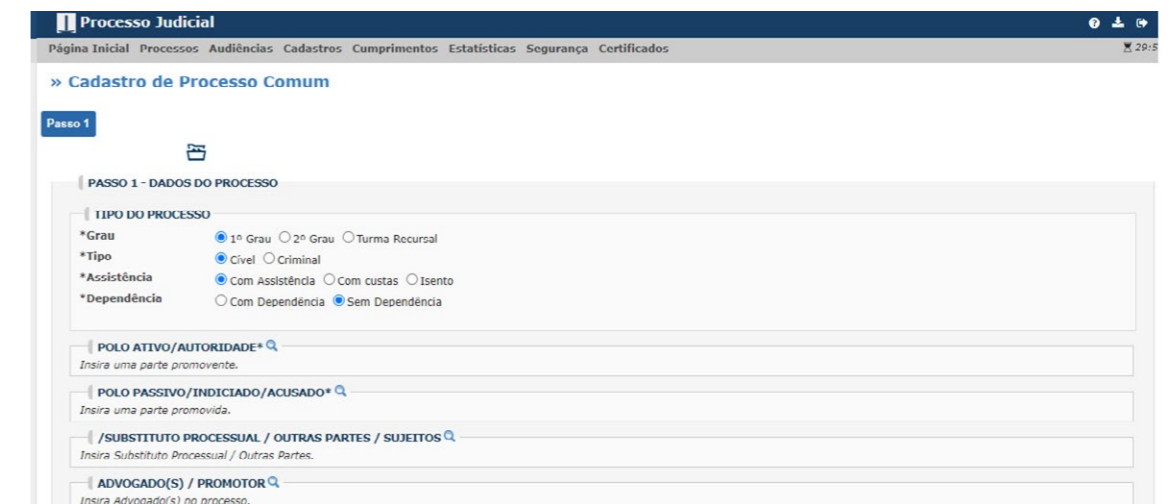 Processo Judicial
Página Inicial Processos Audiências Cadastros Cumprimentos Estatísticas Segurança Certificados 29:5
» Cadastro de Processo Comum
Passo 1
PASSO 1 - DADOS DO PROCESSO
TIPO DO PROCESSO
*Grau 1º Grau 2º Grau Turma Recursal
*Tipo Cível Criminal
*Assistência Com Assistência Com custas Isento
*Dependência Com Dependência Sem Dependência
POLO ATIVO/AUTORIDADE*
Insira uma parte promovente.
POLO PASSIVO/INDICIADO/ACUSADO*
Insira uma parte promovida.
/SUBSTITUTO PROCESSUAL / OUTRAS PARTES / SUJEITOS
Insira Substituto Processual / Outras Partes.
ADVOGADO(S) / PROMOTOR
Insira Advogado(s) no processo.